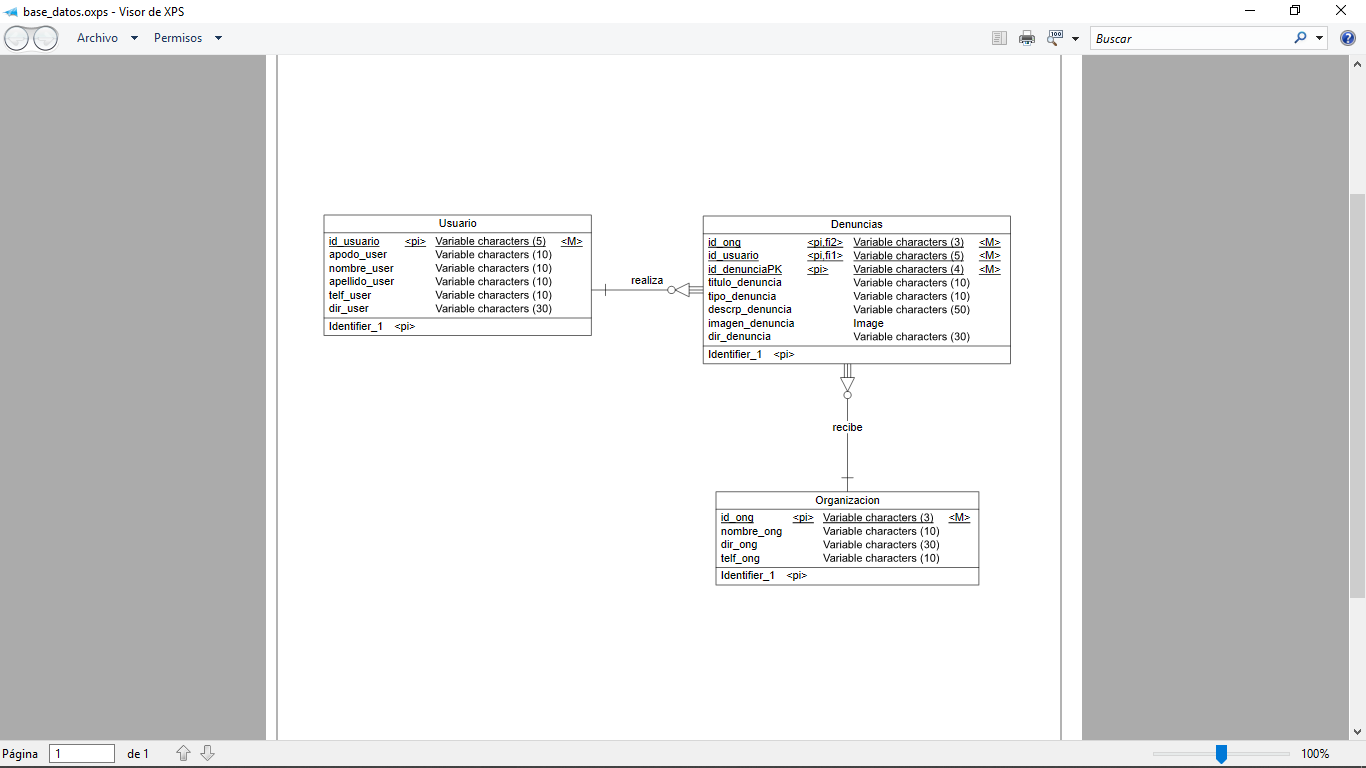 base_datos.oxps - Visor de XPS
Archivo Permisos 100 Buscar
Usuario
id_usuario <pi> Variable characters (5) <M>
apodo_user Variable characters (10)
nombre_user Variable characters (10)
apellido_user Variable characters (10)
telf_user Variable characters (10)
dir_user Variable characters (30)
Identifier_1 <pi>
realiza
Denuncias
id_ong <pi,fi2> Variable characters (3) <M>
id_usuario <pi,fi1> Variable characters (5) <M>
id_denunciaPK <pi> Variable characters (4) <M>
titulo_denuncia Variable characters (10)
tipo_denuncia Variable characters (10)
descrp_denuncia Variable characters (50)
imagen_denuncia Image
dir_denuncia Variable characters (30)
Identifier_1 <pi>
recibe
Organizacion
id_ong <pi> Variable characters (3) <M>
nombre_ong Variable characters (10)
dir_ong Variable characters (30)
telf_ong Variable characters (10)
Identifier_1 <pi>
Página 1 de 1 100%